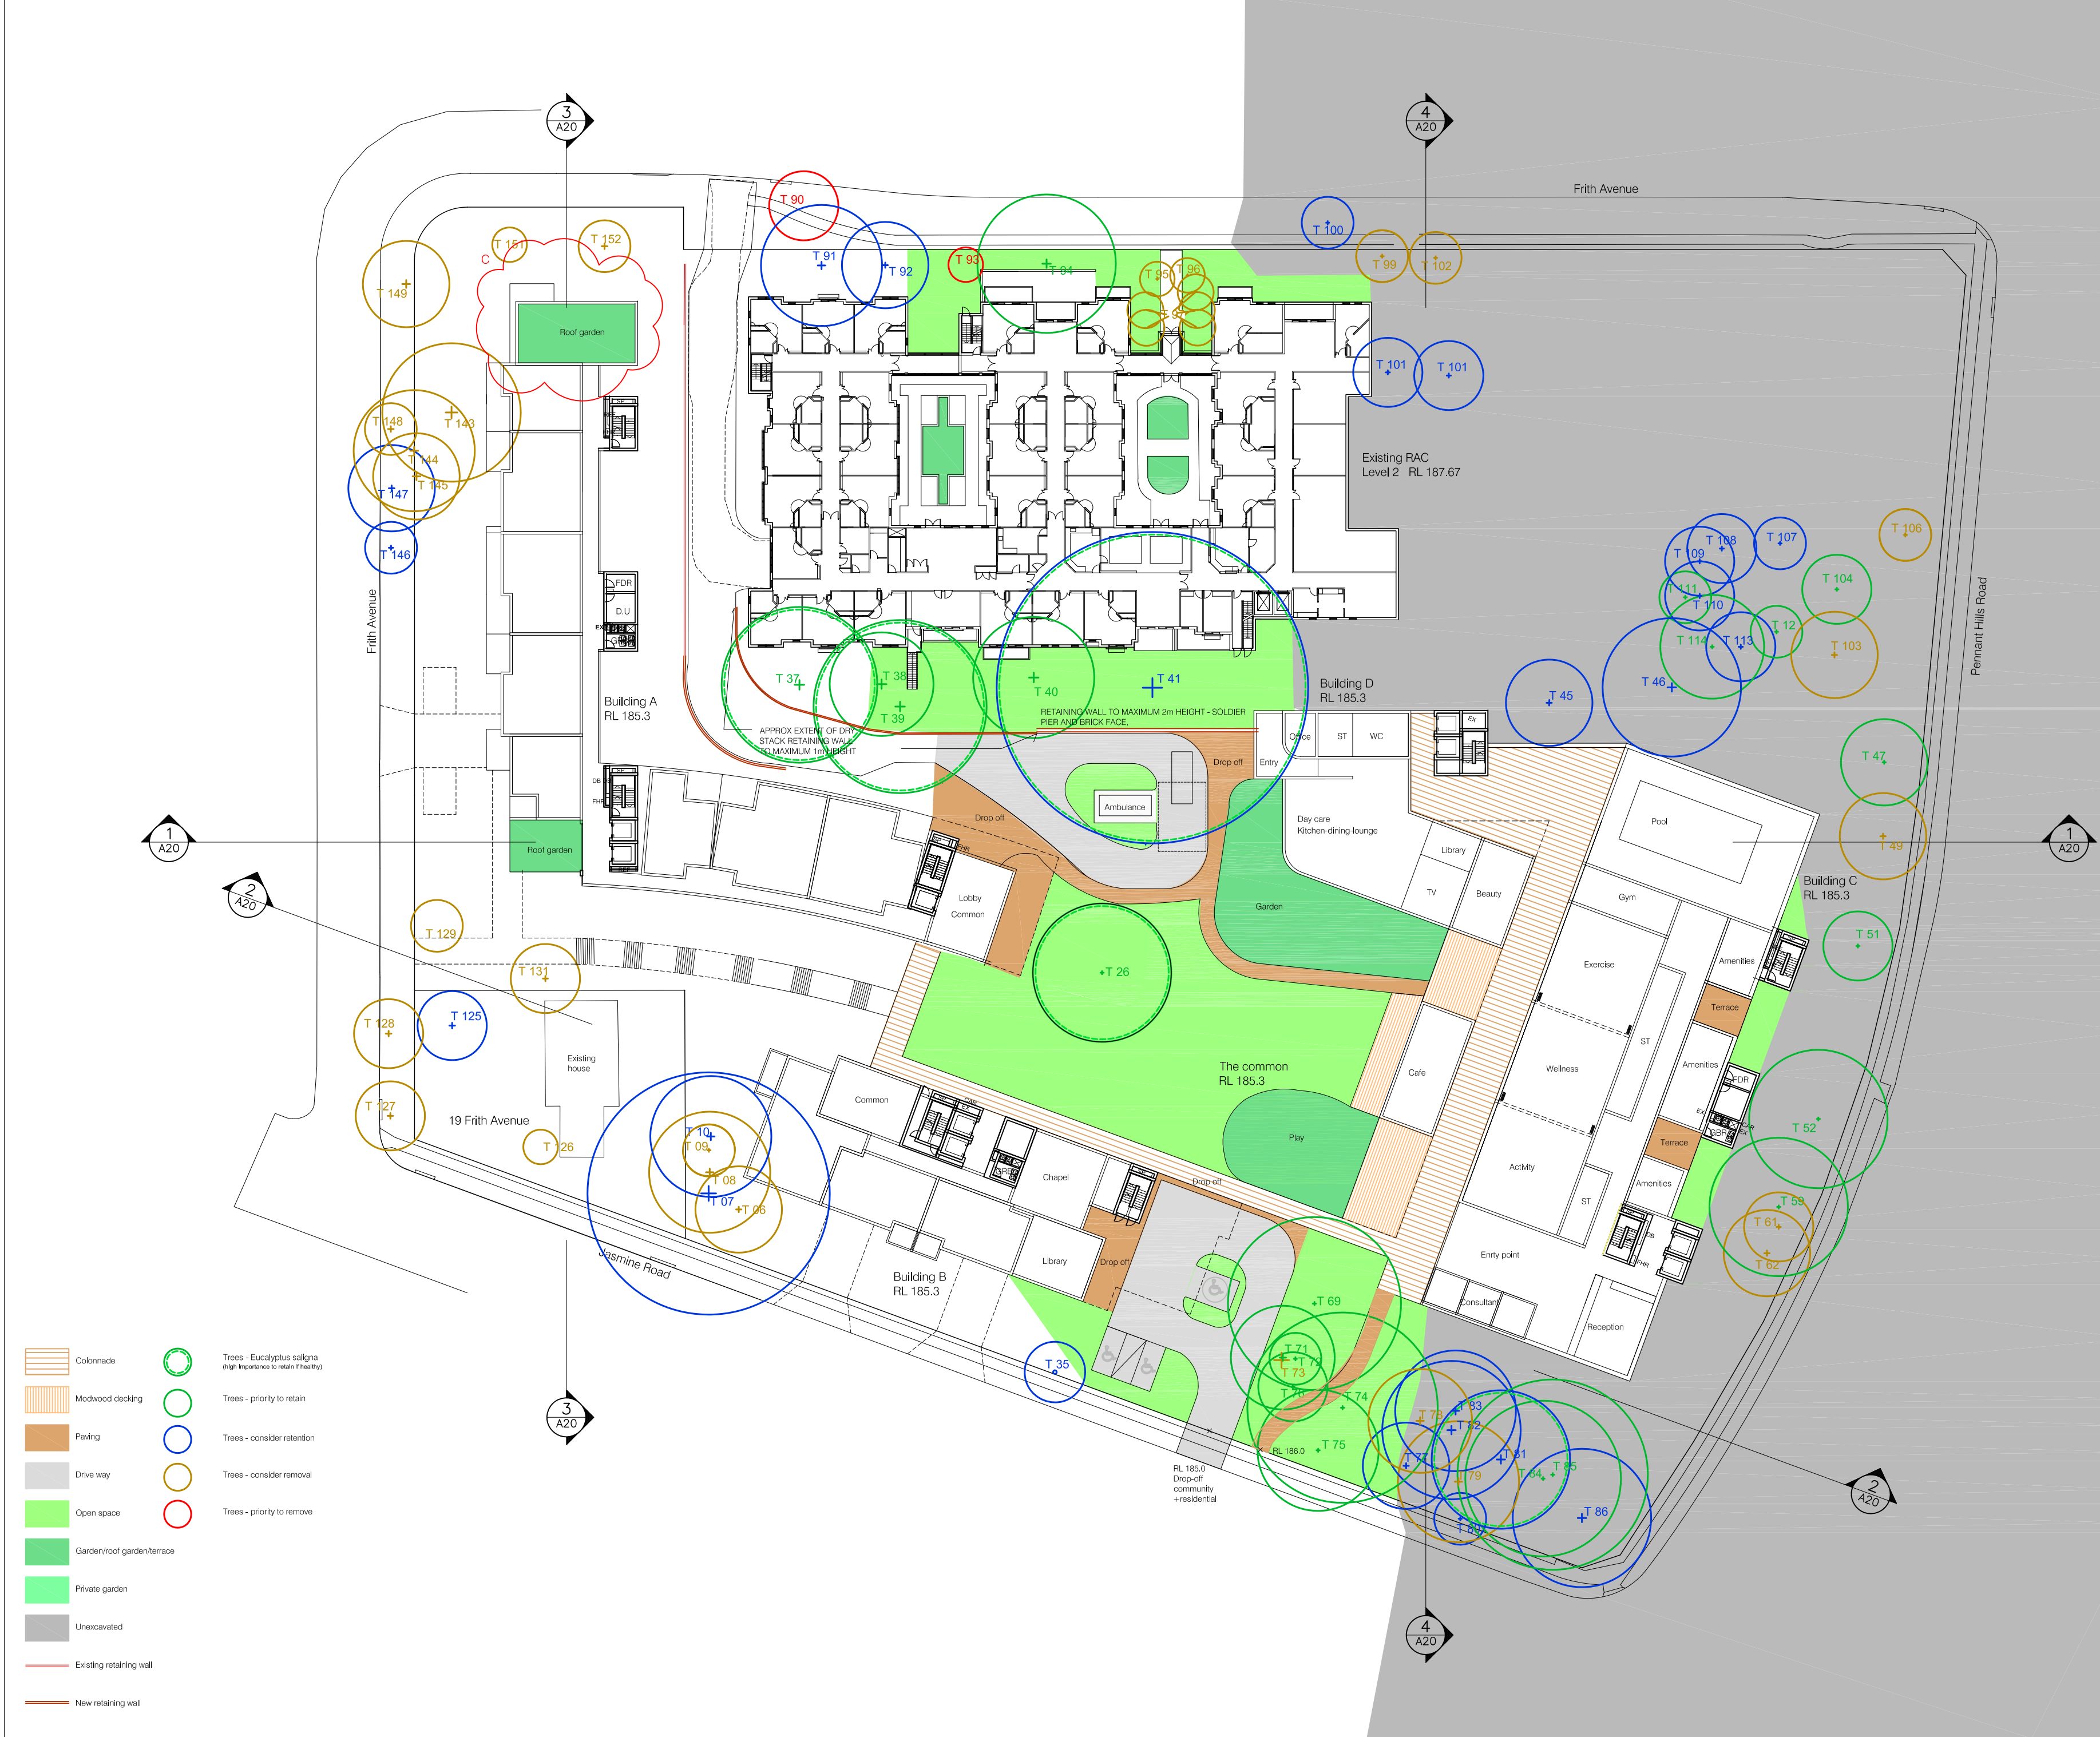 3
A20
4
A20
Frith Avenue
T 90
T 100
T 151
T 152
C
T 91
T 92
T 93
T 94
T 95
T 96
T 99
T 102
T 149
Roof garden
T 101
T 101
T 148
T 143
T 144
T 145
T 147
T 146
Existing RAC
Level 2 RL 187.67
T 106
T 108
T 107
T 109
T 104
T 111
T 110
T 12
T 114
T 113
T 103
Frith Avenue
Pennant Hills Road
FDR
D.U
EX
Building A
RL 185.3
T 37
T 38
T 39
T 40
T 41
Building D
RL 185.3
T 45
T 46
RETAINING WALL TO MAXIMUM 2m HEIGHT - SOLDIER
PIER AND BRICK FACE,
APPROX EXTENT OF DRY
STACK RETAINING WALL
TO MAXIMUM 1m HEIGHT
Office
ST
WC
EX
Drop off
Entry
T 47
DB
FHR
Ambulance
Drop off
Day care
Kitchen-dining-lounge
Pool
1
A20
Roof garden
FHR
Library
T 49
1
A20
2
A20
Lobby
Common
TV
Beauty
Building C
RL 185.3
Garden
Gym
T 129
T 51
T 131
T 26
Exercise
Amenities
Terrace
T 128
T 125
Existing
house
ST
The common
RL 185.3
Cafe
Wellness
Amenities
FDR
T 127
19 Frith Avenue
Common
EX
EX
T 52
T 10
T 09
T 126
Play
Terrace
T 08
T 07
T 06
Chapel
Activity
Drop off
Amenities
ST
T 59
T 61
T 62
Jasmine Road
Library
Drop off
Enrty point
DB
FHR
Building B
RL 185.3
T 69
Consultant
Reception
T 71
T 72
T 73
T 76
T 74
T 35
T 75
RL 186.0
T 78
T 83
T 82
T 77
T 81
T 79
T 84
T 85
T 80
T 86
RL 185.0
Drop-off
community
+residential
2
A20
3
A20
4
A20
Colonnade
Trees - Eucalyptus saligna
(high importance to retain if healthy)
Modwood decking
Trees - priority to retain
Paving
Trees - consider retention
Drive way
Trees - consider removal
Open space
Trees - priority to remove
Garden/roof garden/terrace
Private garden
Unexcavated
Existing retaining wall
New retaining wall